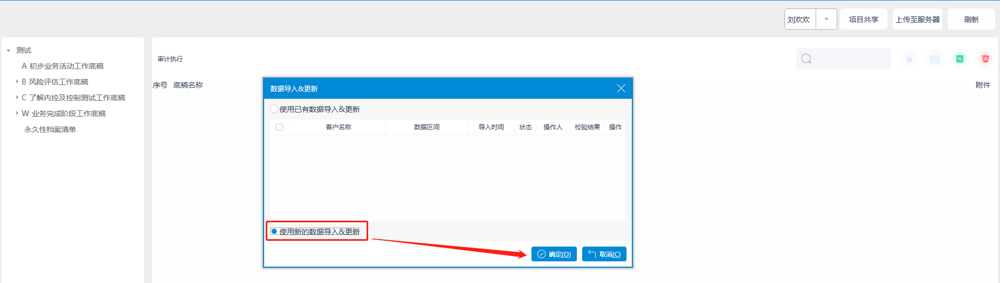 刘欢欢
项目共享
上传至服务器
刷新
测试
A 初步业务活动工作底稿
B 风险评估工作底稿
C 了解内控及控制测试工作底稿
W 业务完成阶段工作底稿
永久性档案清单
审计执行
序号 底稿名称
附件
数据导入&更新
使用已有数据导入&更新
客户名称 数据区间 导入时间 状态 操作人 校验结果 操作
使用新的数据导入&更新
确定(O) 取消(C)